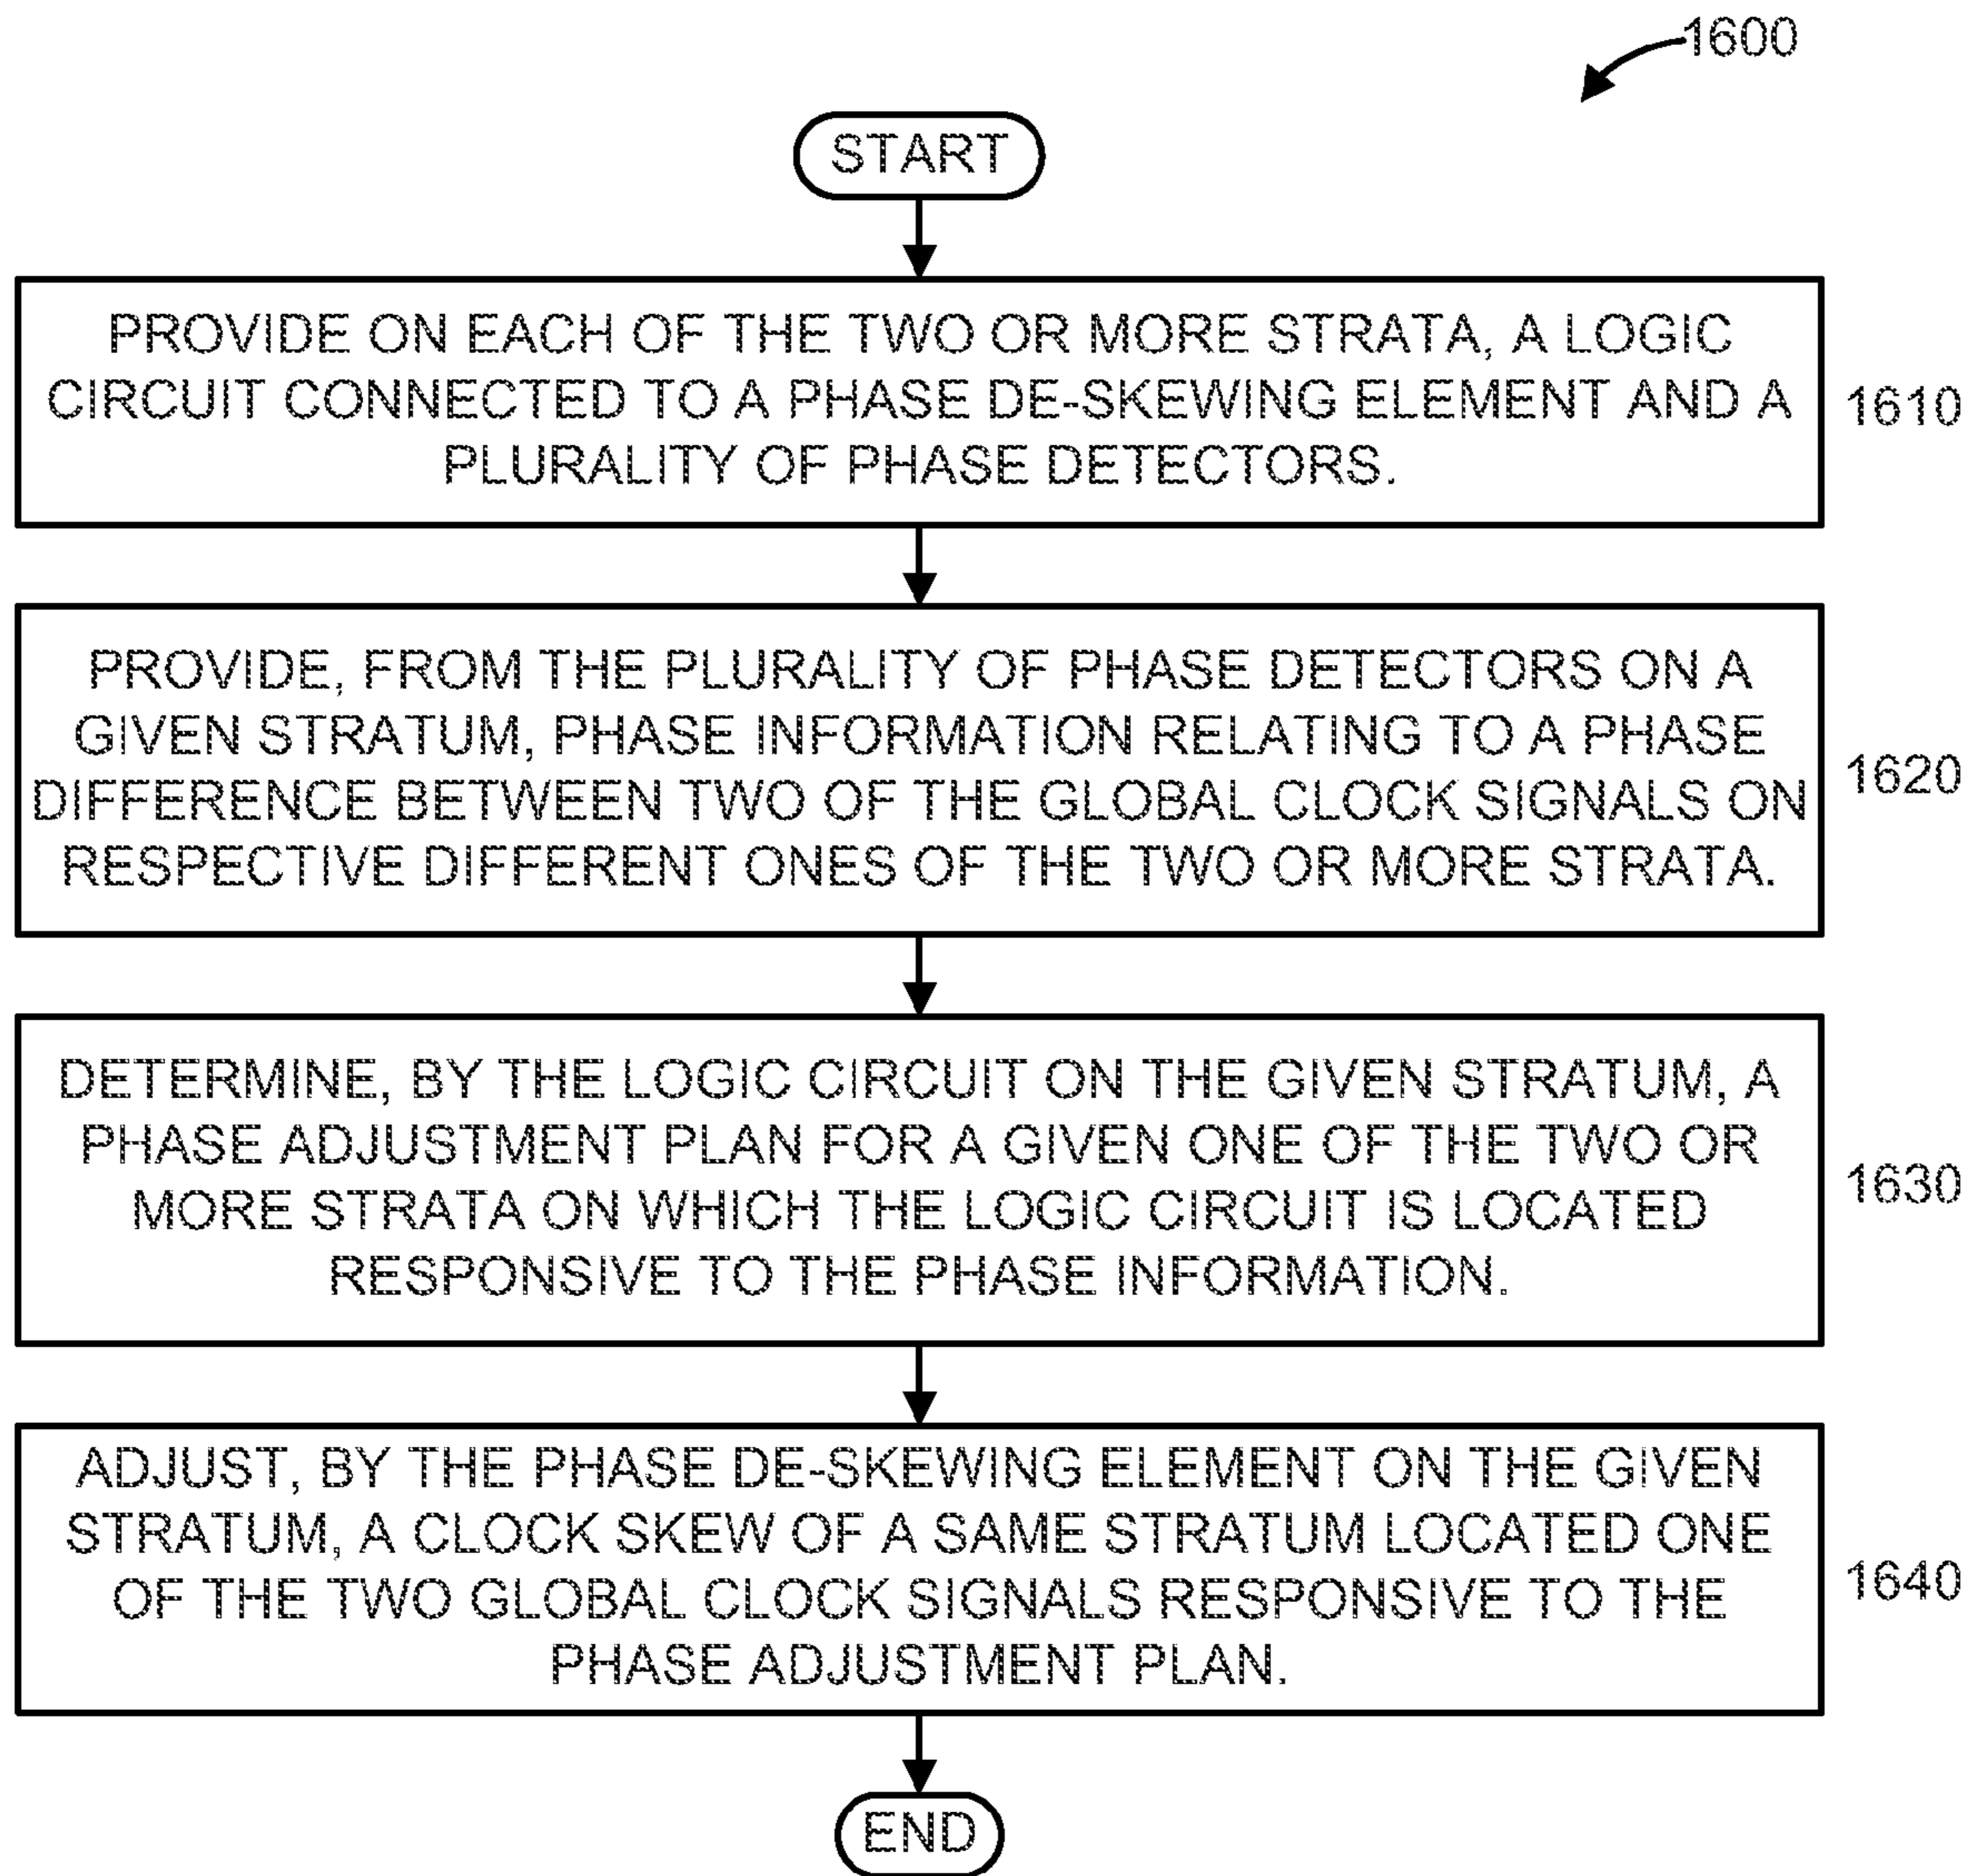 1600
START
PROVIDE ON EACH OF THE TWO OR MORE STRATA, A LOGIC
CIRCUIT CONNECTED TO A PHASE DE-SKEWING ELEMENT AND A
PLURALITY OF PHASE DETECTORS.
1610
PROVIDE, FROM THE PLURALITY OF PHASE DETECTORS ON A
GIVEN STRATUM, PHASE INFORMATION RELATING TO A PHASE
DIFFERENCE BETWEEN TWO OF THE GLOBAL CLOCK SIGNALS ON
RESPECTIVE DIFFERENT ONES OF THE TWO OR MORE STRATA.
1620
DETERMINE, BY THE LOGIC CIRCUIT ON THE GIVEN STRATUM, A
PHASE ADJUSTMENT PLAN FOR A GIVEN ONE OF THE TWO OR
MORE STRATA ON WHICH THE LOGIC CIRCUIT IS LOCATED
RESPONSIVE TO THE PHASE INFORMATION.
1630
ADJUST, BY THE PHASE DE-SKEWING ELEMENT ON THE GIVEN
STRATUM, A CLOCK SKEW OF A SAME STRATUM LOCATED ONE
OF THE TWO GLOBAL CLOCK SIGNALS RESPONSIVE TO THE
PHASE ADJUSTMENT PLAN.
1640
END